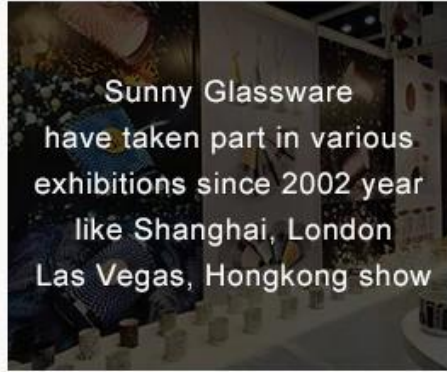 Sunny Glassware
have taken part in various
exhibitions since 2002 year
like Shanghai, London
Las Vegas, Hongkong show